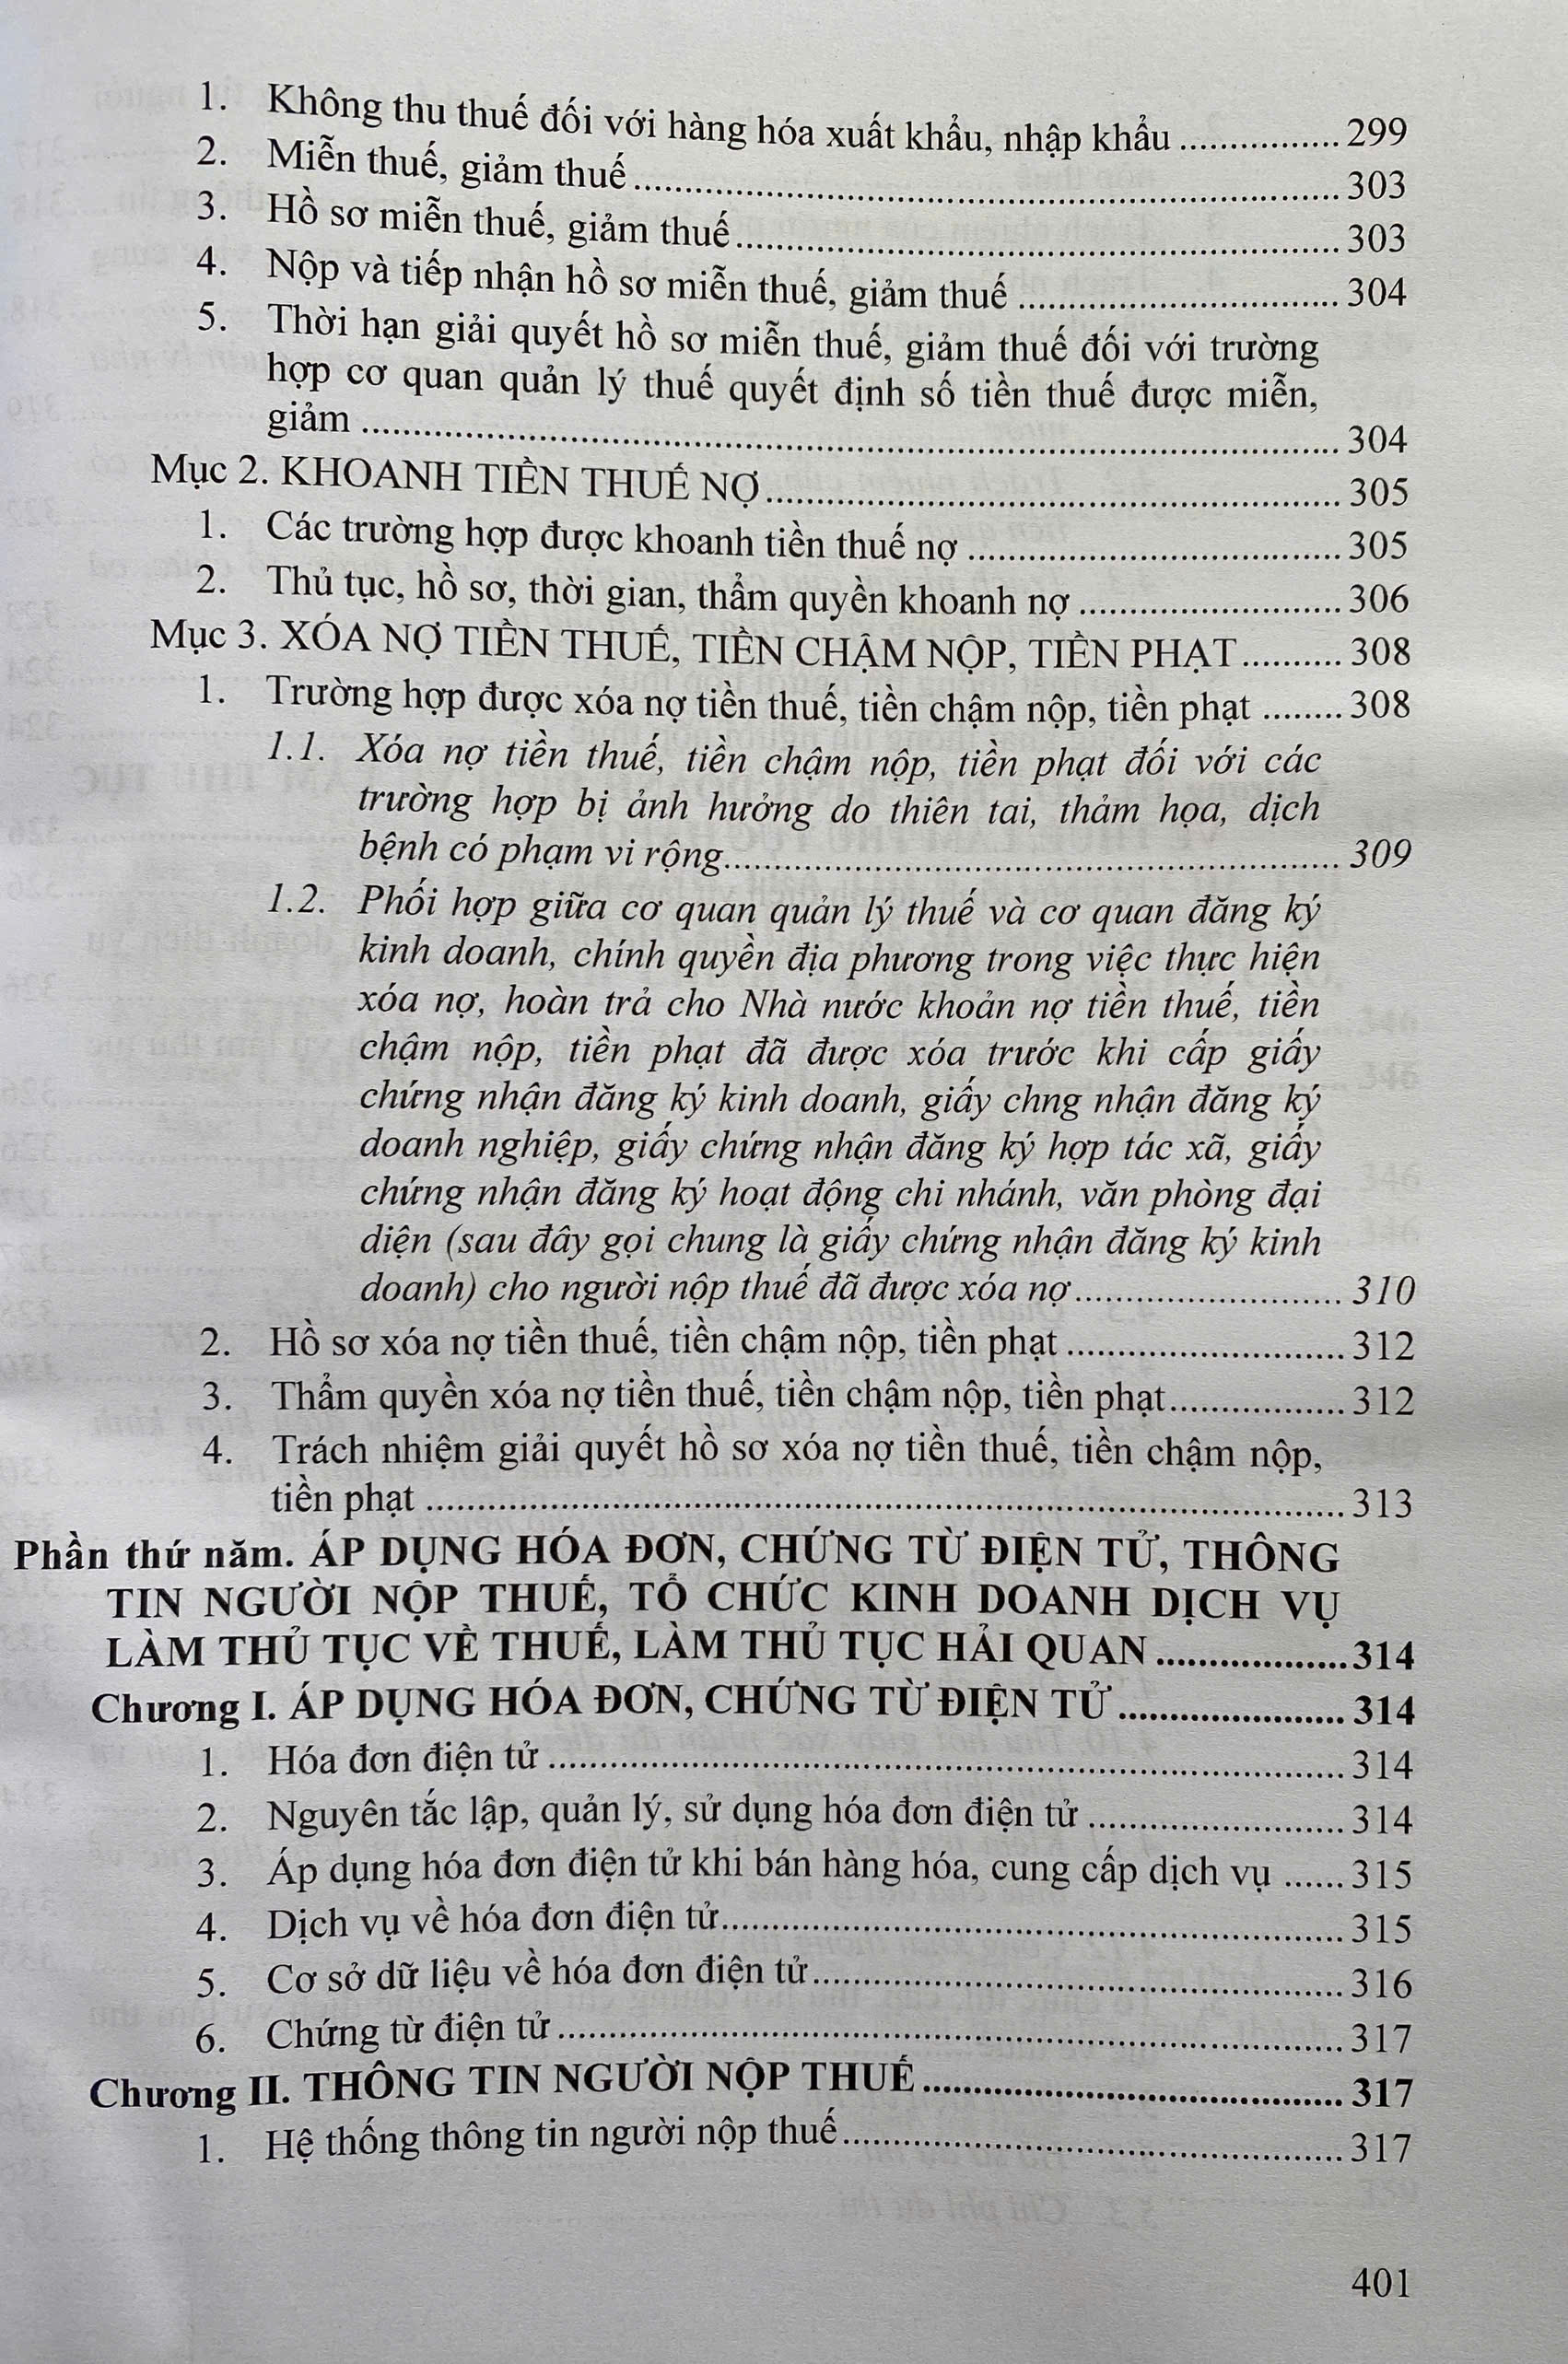 1. Không thu thuế đối với hàng hóa xuất khẩu, nhập khẩu ................ 299
2. Miễn thuế, giảm thuế ................ 303
3. Hồ sơ miễn thuế, giảm thuế ................ 303
4. Nộp và tiếp nhận hồ sơ miễn thuế, giảm thuế ................ 304
5. Thời hạn giải quyết hồ sơ miễn thuế, giảm thuế đối với trường
hợp cơ quan quản lý thuế quyết định số tiền thuế được miễn,
giảm ................ 304
Mục 2. KHOANH TIỀN THUẾ NỢ ................ 305
1. Các trường hợp được khoanh tiền thuế nợ ................ 305
2. Thủ tục, hồ sơ, thời gian, thẩm quyền khoanh nợ ................ 306
Mục 3. XÓA NỢ TIỀN THUẾ, TIỀN CHẬM NỘP, TIỀN PHẠT .......... 308
1. Trường hợp được xóa nợ tiền thuế, tiền chậm nộp, tiền phạt ........ 308
1.1. Xóa nợ tiền thuế, tiền chậm nộp, tiền phạt đối với các
trường hợp bị ảnh hưởng do thiên tai, thảm họa, dịch
bệnh có phạm vi rộng ................ 309
1.2. Phối hợp giữa cơ quan quản lý thuế và cơ quan đăng ký
kinh doanh, chính quyền địa phương trong việc thực hiện
xóa nợ, hoàn trả cho Nhà nước khoản nợ tiền thuế, tiền
chậm nộp, tiền phạt đã được xóa trước khi cấp giấy
chứng nhận đăng ký kinh doanh, giấy chng nhận đăng ký
doanh nghiệp, giấy chứng nhận đăng ký hợp tác xã, giấy
chứng nhận đăng ký hoạt động chi nhánh, văn phòng đại
diện (sau đây gọi chung là giấy chứng nhận đăng ký kinh
doanh) cho người nộp thuế đã được xóa nợ ................ 310
2. Hồ sơ xóa nợ tiền thuế, tiền chậm nộp, tiền phạt ................ 312
3. Thẩm quyền xóa nợ tiền thuế, tiền chậm nộp, tiền phạt ................ 312
4. Trách nhiệm giải quyết hồ sơ xóa nợ tiền thuế, tiền chậm nộp,
tiền phạt ................ 313
Phần thứ năm. ÁP DỤNG HÓA ĐƠN, CHỨNG TỪ ĐIỆN TỬ, THÔNG
TIN NGƯỜI NỘP THUẾ, TỔ CHỨC KINH DOANH DỊCH VỤ
LÀM THỦ TỤC VỀ THUẾ, LÀM THỦ TỤC HẢI QUAN ................ 314
Chương I. ÁP DỤNG HÓA ĐƠN, CHỨNG TỪ ĐIỆN TỬ ................ 314
1. Hóa đơn điện tử ................ 314
2. Nguyên tắc lập, quản lý, sử dụng hóa đơn điện tử ................ 314
3. Áp dụng hóa đơn điện tử khi bán hàng hóa, cung cấp dịch vụ ...... 315
4. Dịch vụ về hóa đơn điện tử ................ 315
5. Cơ sở dữ liệu về hóa đơn điện tử ................ 316
6. Chứng từ điện tử ................ 317
Chương II. THÔNG TIN NGƯỜI NỘP THUẾ ................ 317
1. Hệ thống thông tin người nộp thuế ................ 317
401